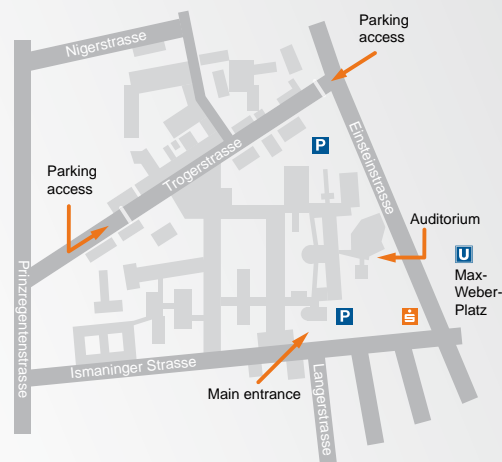 Parking
access
Nigerstrasse
P
Einsteinstrasse
Trogerstrasse
Parking
access
Auditorium
U
Max-
Weber-
Platz
Prinzregentenstrasse
P
Ismaninger Strasse
Main entrance
Langerstrasse